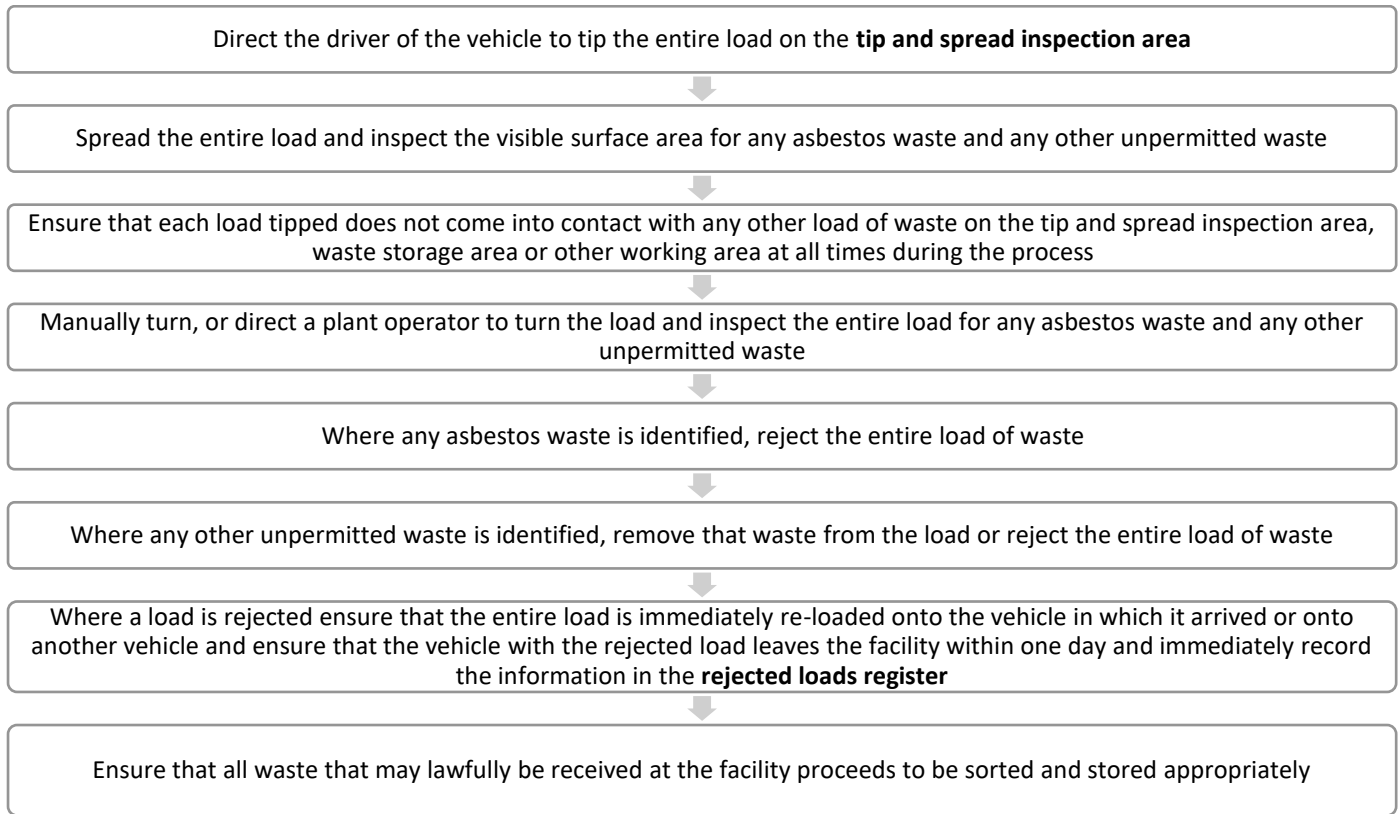 Direct the driver of the vehicle to tip the entire load on the tip and spread inspection area
Spread the entire load and inspect the visible surface area for any asbestos waste and any other unpermitted waste
Ensure that each load tipped does not come into contact with any other load of waste on the tip and spread inspection area,
waste storage area or other working area at all times during the process
Manually turn, or direct a plant operator to turn the load and inspect the entire load for any asbestos waste and any other
unpermitted waste
Where any asbestos waste is identified, reject the entire load of waste
Where any other unpermitted waste is identified, remove that waste from the load or reject the entire load of waste
Where a load is rejected ensure that the entire load is immediately re-loaded onto the vehicle in which it arrived or onto
another vehicle and ensure that the vehicle with the rejected load leaves the facility within one day and immediately record
the information in the rejected loads register
Ensure that all waste that may lawfully be received at the facility proceeds to be sorted and stored appropriately